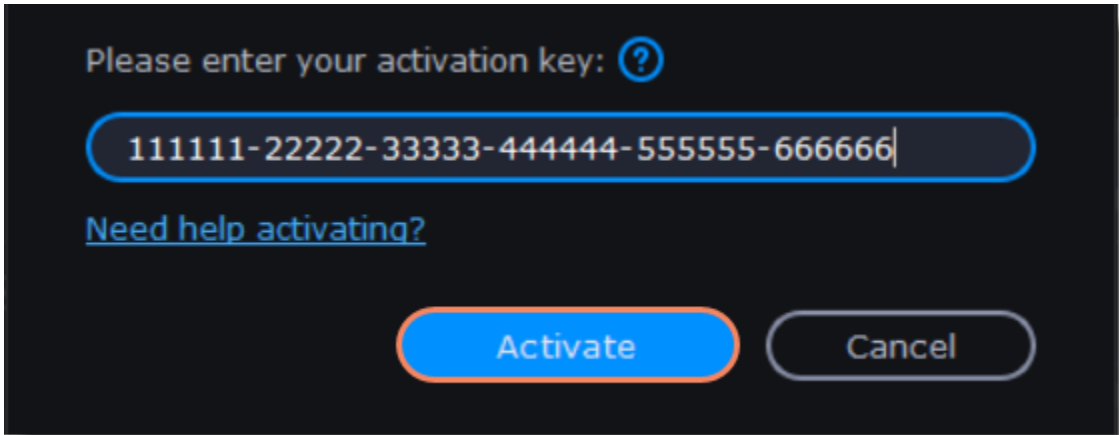 Please enter your activation key: ?
111111-22222-33333-444444-555555-666666
Need help activating?
Activate Cancel